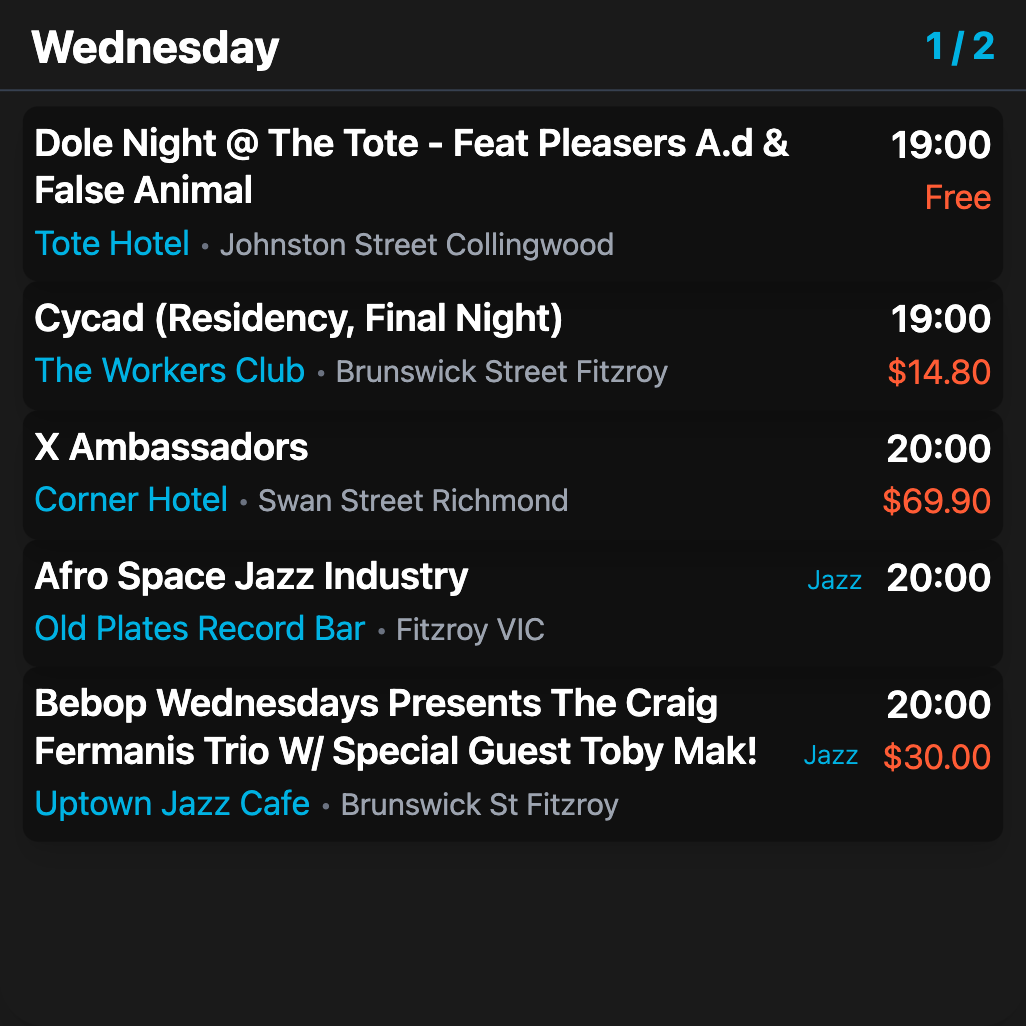 Wednesday 1 / 2
Dole Night @ The Tote - Feat Pleasers A.d & 19:00
False Animal Free
Tote Hotel • Johnston Street Collingwood
Cycad (Residency, Final Night) 19:00
The Workers Club • Brunswick Street Fitzroy $14.80
X Ambassadors 20:00
Corner Hotel • Swan Street Richmond $69.90
Afro Space Jazz Industry Jazz 20:00
Old Plates Record Bar • Fitzroy VIC
Bebop Wednesdays Presents The Craig 20:00
Fermanis Trio W/ Special Guest Toby Mak! Jazz $30.00
Uptown Jazz Cafe • Brunswick St Fitzroy